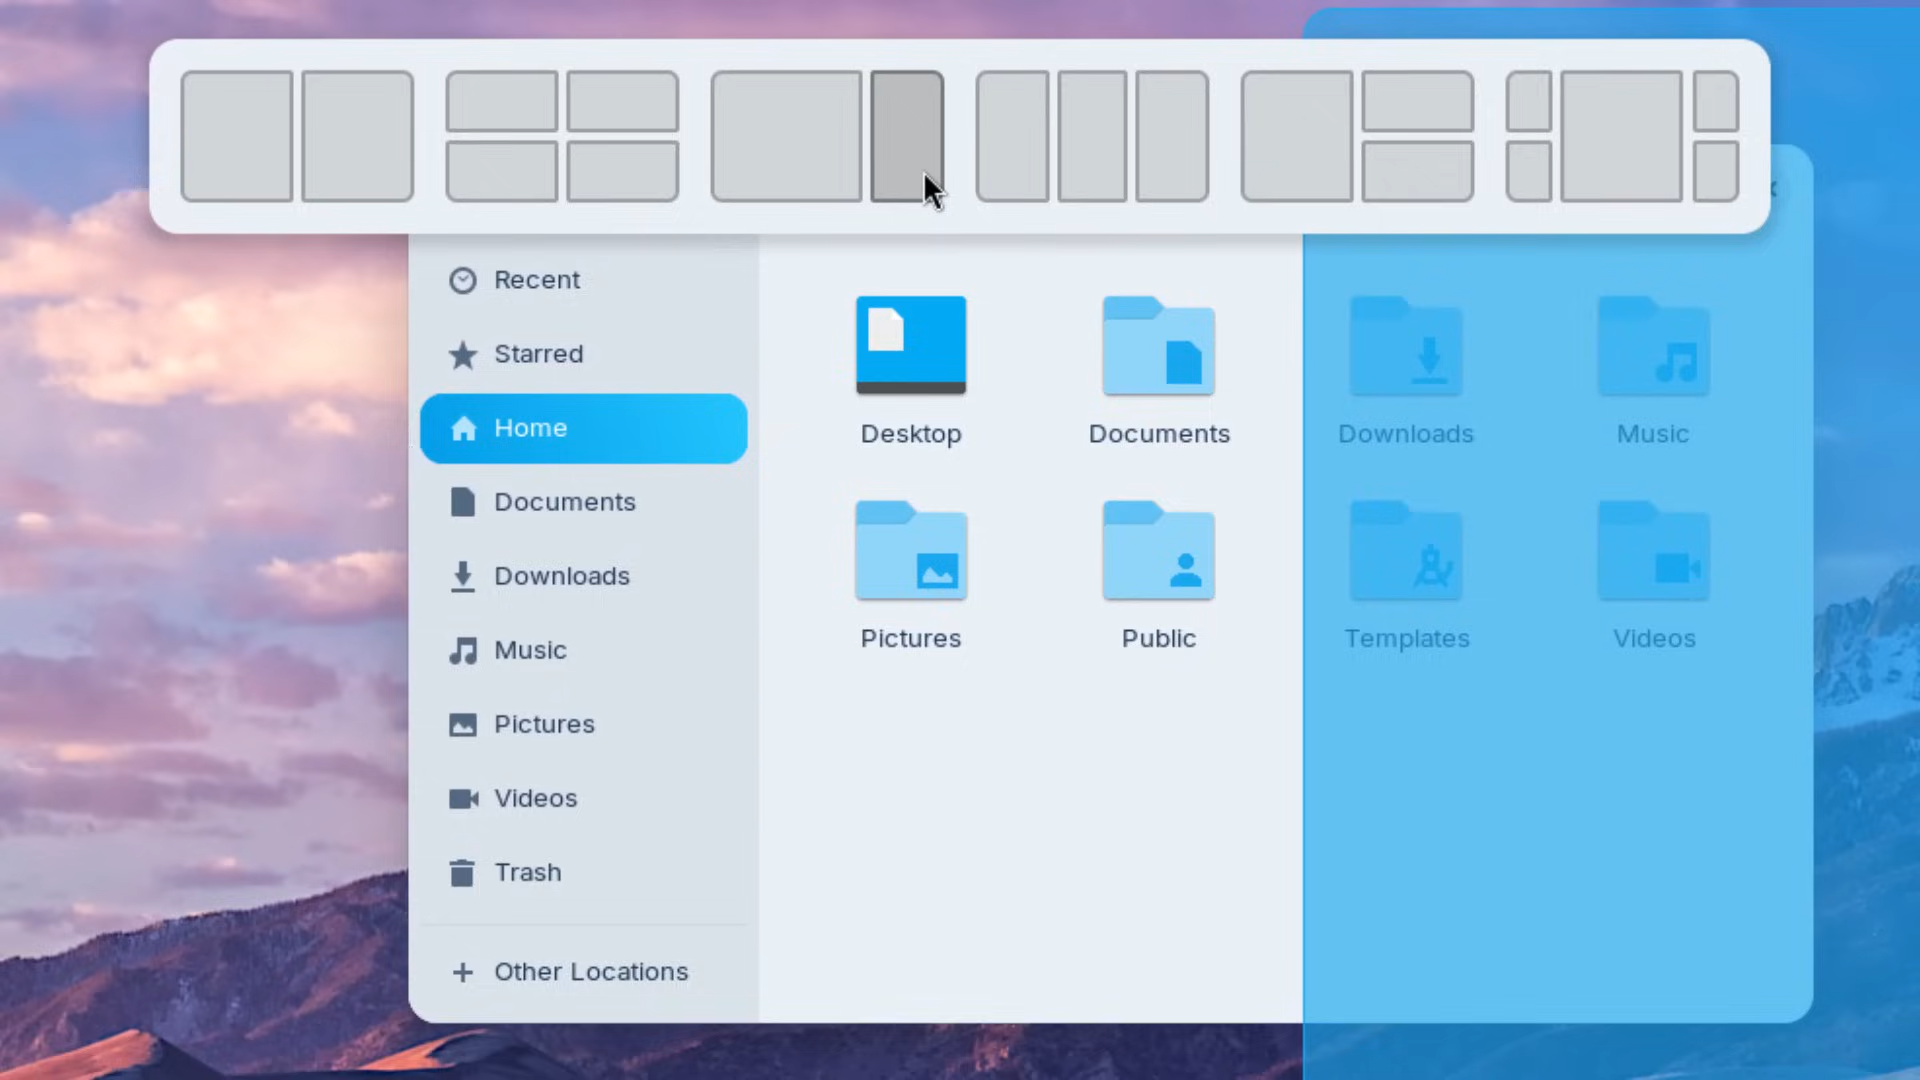 Recent
Starred
Home
Documents
Downloads
Music
Pictures
Videos
Trash
Other Locations
Desktop
Documents
Downloads
Music
Pictures
Public
Templates
Videos